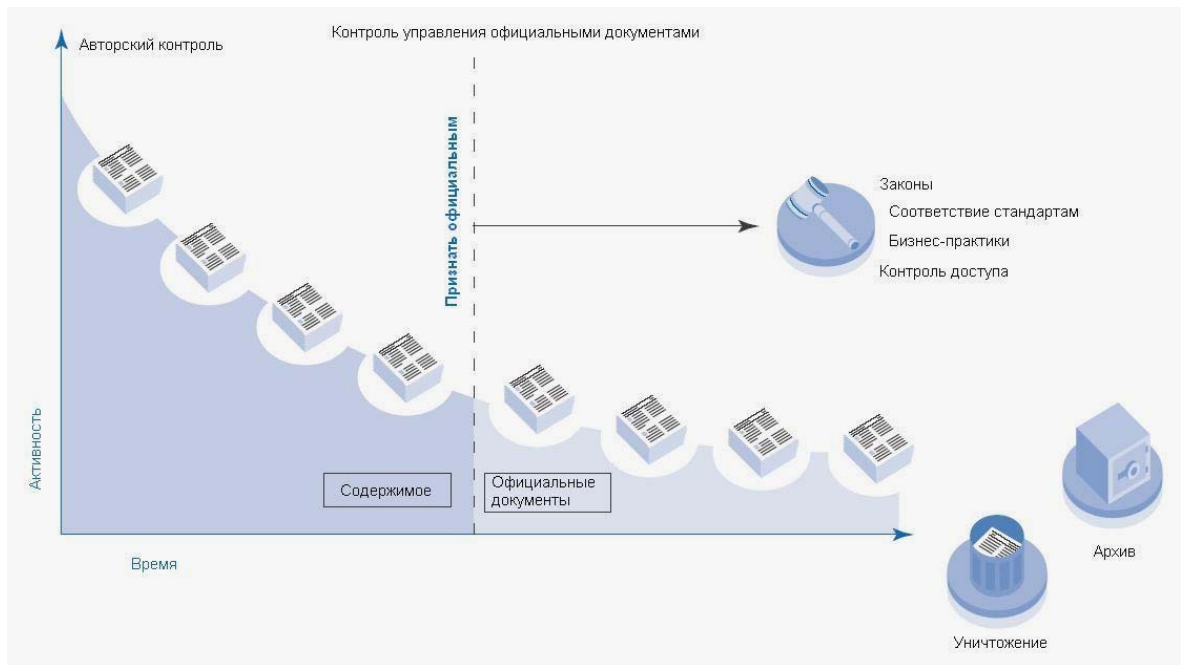 Контроль управления официальными документами
Авторский контроль
Признать официальным
Законы
Соответствие стандартам
Бизнес-практики
Контроль доступа
Активность
Содержимое
Официальные
документы
Время
Архив
Уничтожение